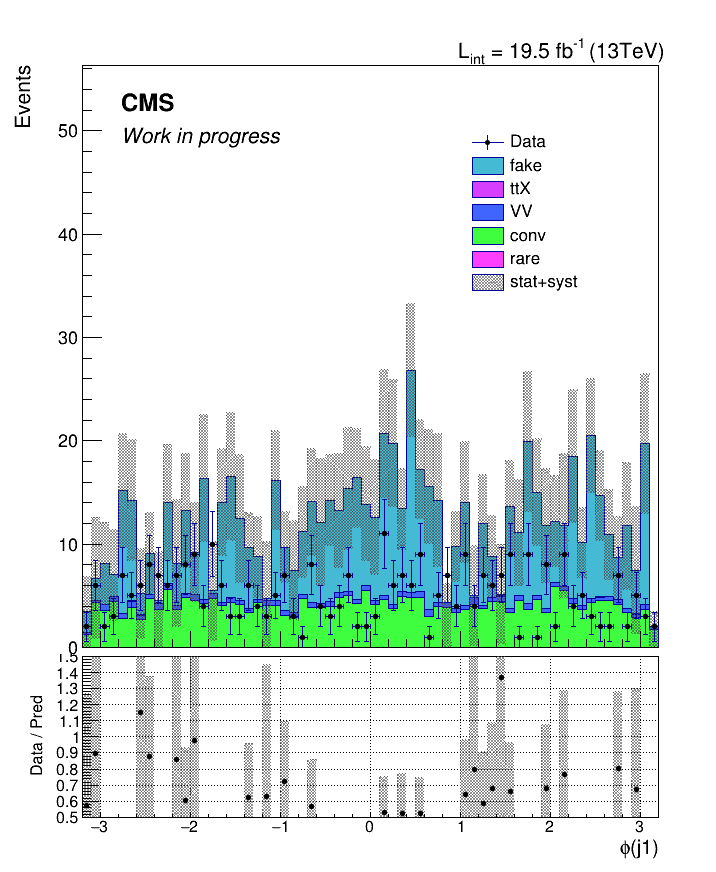 L_int = 19.5 fb^-1 (13TeV)
Events
CMS
Work in progress
50
40
30
20
10
0
Data
fake
ttX
VV
conv
rare
stat+syst
Data / Pred
1.5
1.4
1.3
1.2
1.1
1
0.9
0.8
0.7
0.6
0.5
−3 −2 −1 0 1 2 3
ϕ(j1)